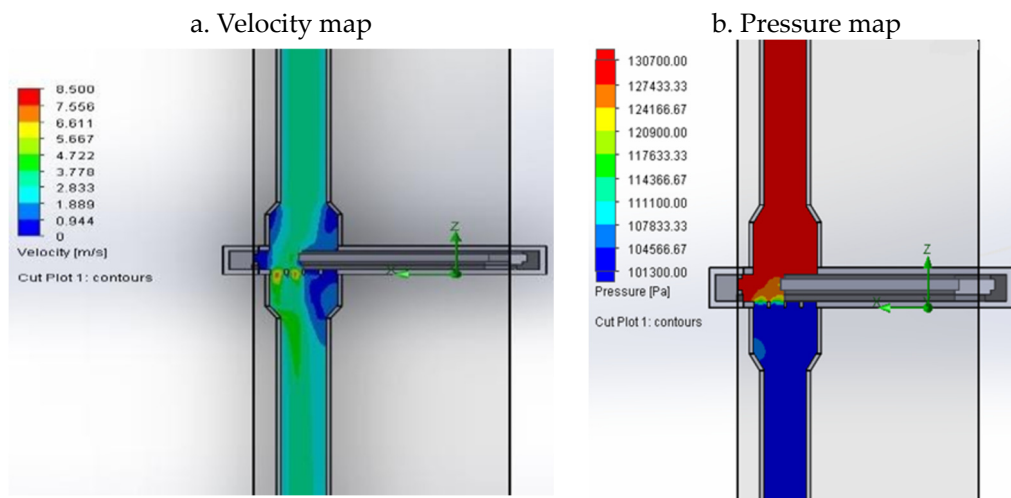 a. Velocity map
b. Pressure map
8.500
7.556
6.611
5.667
4.722
3.778
2.833
1.889
0.944
0
Velocity [m/s]
Cut Plot 1: contours
Z
X
130700.00
127433.33
124166.67
120900.00
117633.33
114366.67
111100.00
107833.33
104566.67
101300.00
Pressure [Pa]
Cut Plot 1: contours
Z
X